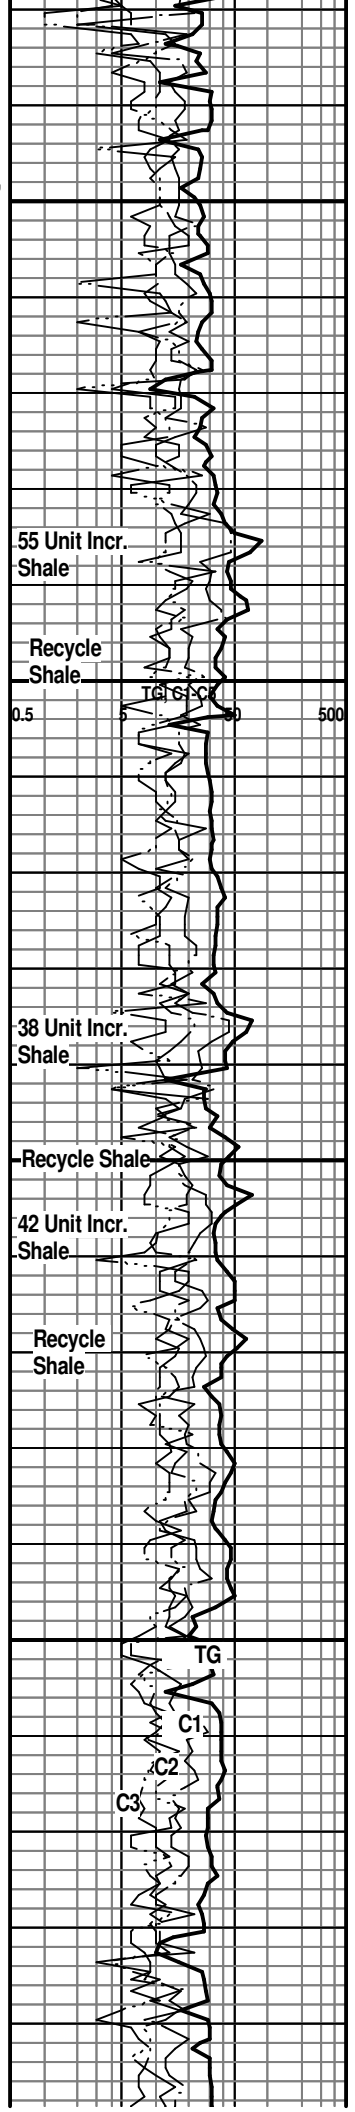 55 Unit Incr.
Shale
Recycle
Shale
TG, C1-C3
0.5 5 50 500
38 Unit Incr.
Shale
Recycle Shale
42 Unit Incr.
Shale
Recycle
Shale
TG
C1
C2
C3